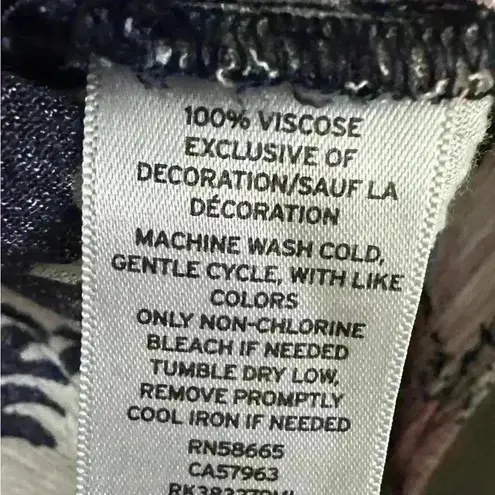 100% VISCOSE
EXCLUSIVE OF
DECORATION/SAUF LA
DÉCORATION
MACHINE WASH COLD,
GENTLE CYCLE, WITH LIKE
COLORS
ONLY NON-CHLORINE
BLEACH IF NEEDED
TUMBLE DRY LOW,
REMOVE PROMPTLY
COOL IRON IF NEEDED
RN58665
CA57963